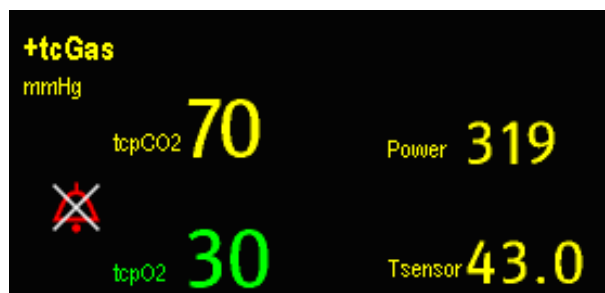 +tcGas
mmHg
tcpCO2 70 Power 319
tcpO2 30 Tsensor 43.0